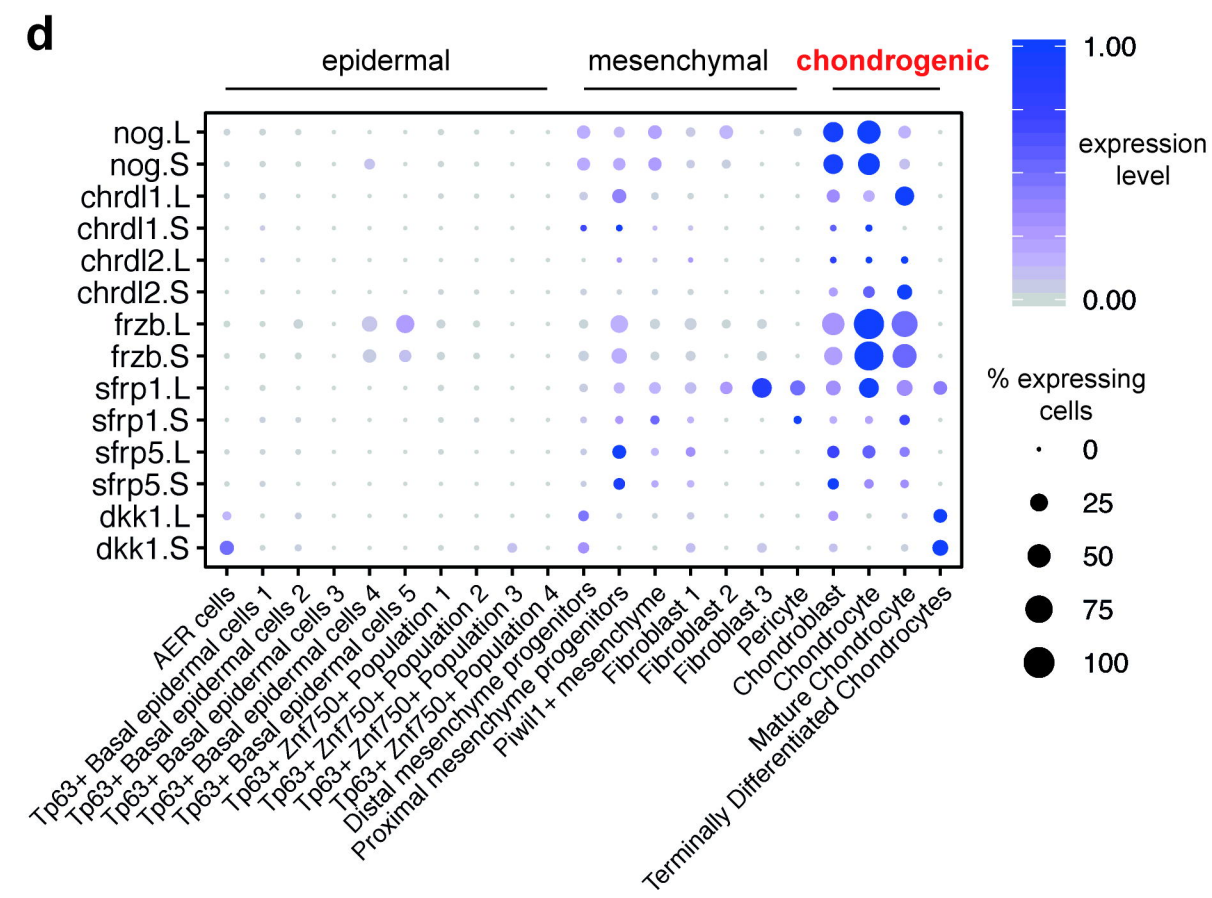 d
epidermal mesenchymal chondrogenic
nog.L
nog.S
chrdl1.L
chrdl1.S
chrdl2.L
chrdl2.S
frzb.L
frzb.S
sfrp1.L
sfrp1.S
sfrp5.L
sfrp5.S
dkk1.L
dkk1.S
AER cells
Tp63+ Basal epidermal cells 1
Tp63+ Basal epidermal cells 2
Tp63+ Basal epidermal cells 3
Tp63+ Basal epidermal cells 4
Tp63+ Basal epidermal cells 5
Tp63+ Znf750+ Population 1
Tp63+ Znf750+ Population 2
Tp63+ Znf750+ Population 3
Tp63+ Znf750+ Population 4
Distal mesenchyme progenitors
Proximal mesenchyme progenitors
Piwil1+ mesenchyme
Fibroblast 1
Fibroblast 2
Fibroblast 3
Pericyte
Chondroblast
Chondrocyte
Mature Chondrocyte
Terminally Differentiated Chondrocytes
1.00
expression
level
0.00
% expressing
cells
0
25
50
75
100